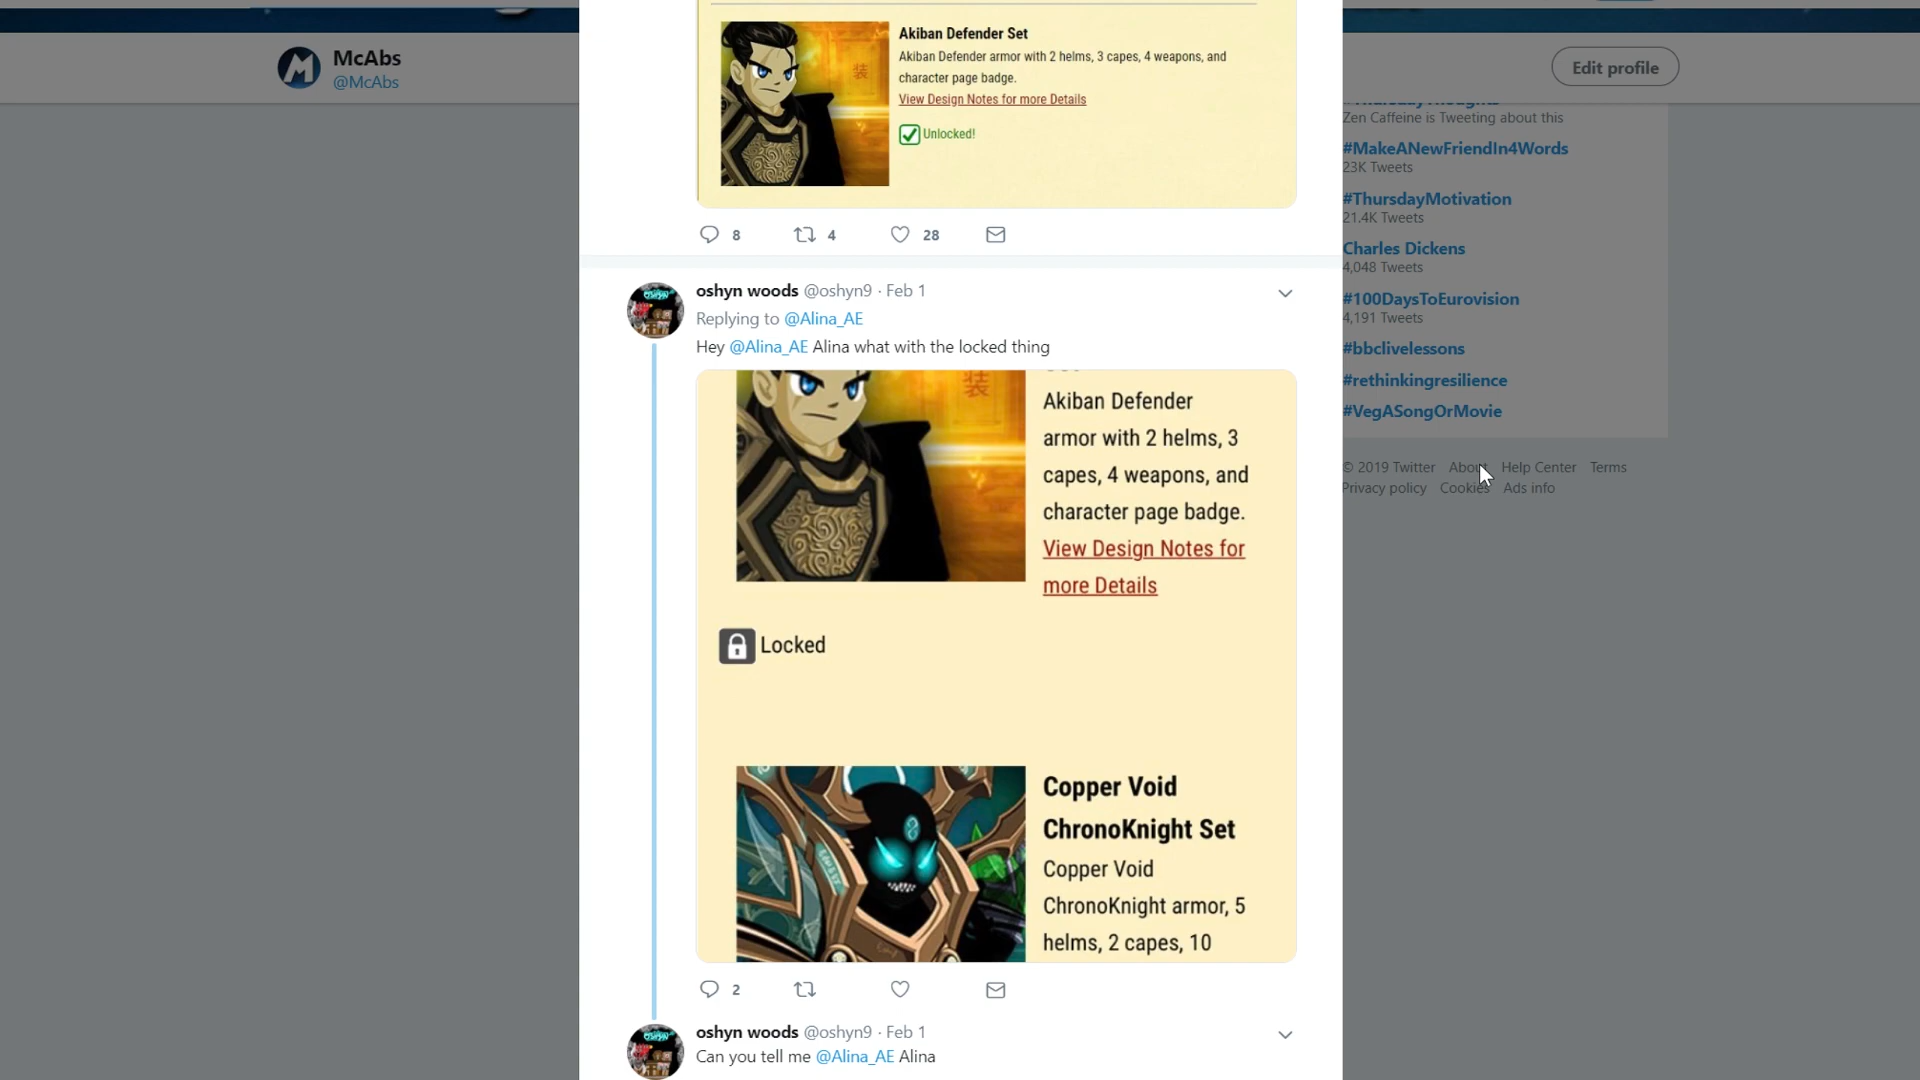 McAbs
@McAbs
Edit profile
Akiban Defender Set
Akiban Defender armor with 2 helms, 3 capes, 4 weapons, and
character page badge.
View Design Notes for more Details
Unlocked!
装
8 4 28
oshyn woods @oshyn9 · Feb 1
Replying to @Alina_AE
Hey @Alina_AE Alina what with the locked thing
装
Akiban Defender
armor with 2 helms, 3
capes, 4 weapons, and
character page badge.
View Design Notes for
more Details
Locked
Copper Void
ChronoKnight Set
Copper Void
ChronoKnight armor, 5
helms, 2 capes, 10
2
oshyn woods @oshyn9 · Feb 1
Can you tell me @Alina_AE Alina
#ThursdayThoughts
Zen Caffeine is Tweeting about this
#MakeANewFriendIn4Words
23K Tweets
#ThursdayMotivation
21.4K Tweets
Charles Dickens
4,048 Tweets
#100DaysToEurovision
4,191 Tweets
#bbclivelessons
#rethinkingresilience
#VegASongOrMovie
© 2019 Twitter About Help Center Terms
Privacy policy Cookies Ads info